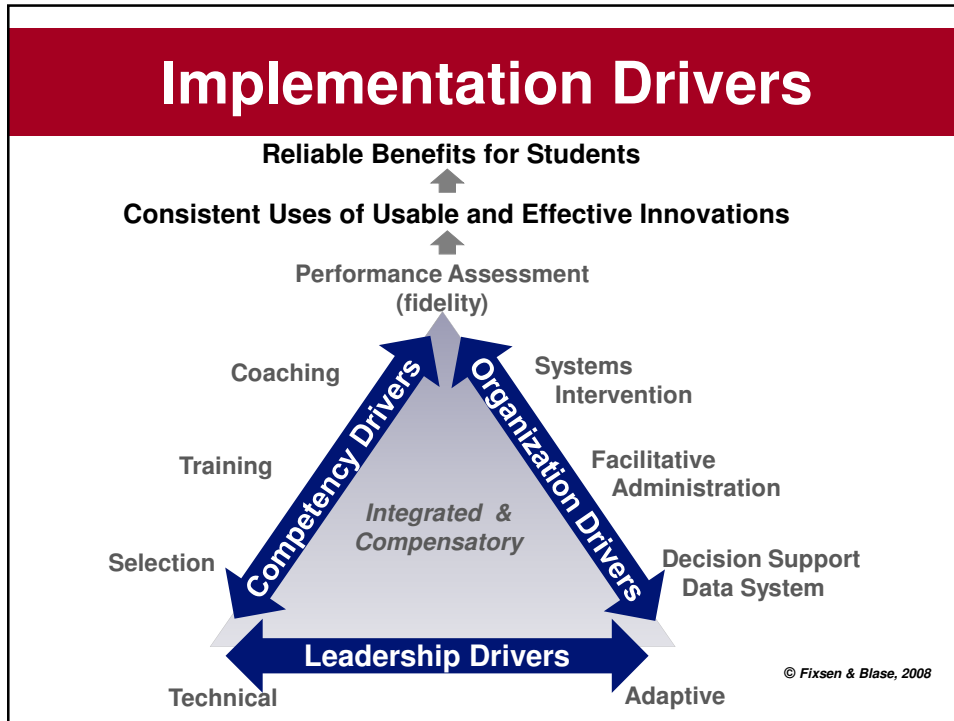 Implementation Drivers
Reliable Benefits for Students
Consistent Uses of Usable and Effective Innovations
Performance Assessment
(fidelity)
Coaching
Training
Selection
Competency Drivers
Integrated &
Compensatory
Organization Drivers
Systems
Intervention
Facilitative
Administration
Decision Support
Data System
Leadership Drivers
Technical
Adaptive
© Fixsen & Blase, 2008